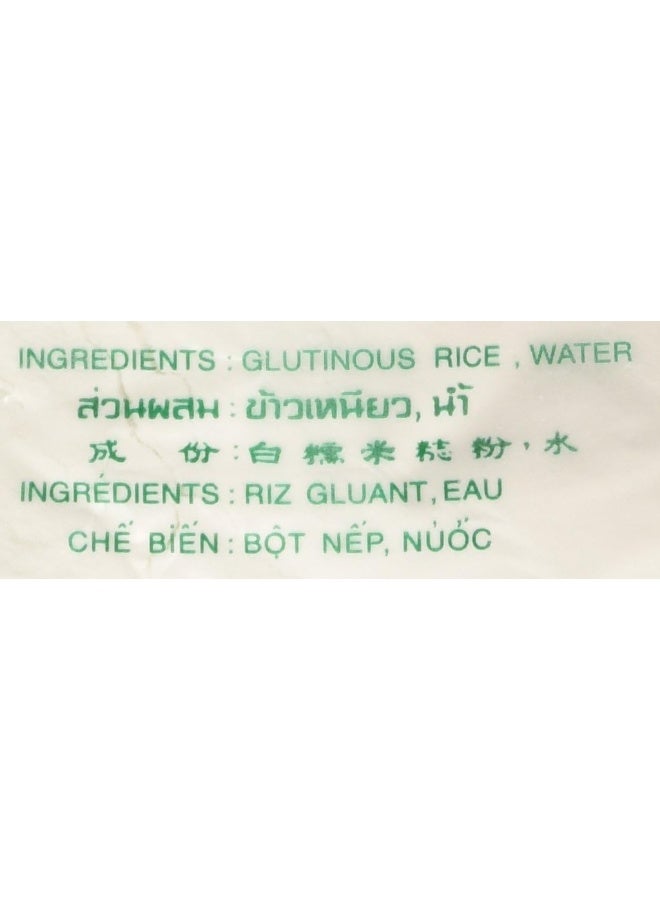 INGREDIENTS : GLUTINOUS RICE , WATER
ส่วนผสม : ข้าวเหนียว, นํ้า
成 份 : 白 糯 米 粉 , 水
INGRÉDIENTS : RIZ GLUANT, EAU
CHẾ BIẾN : BỘT NẾP, NƯỚC